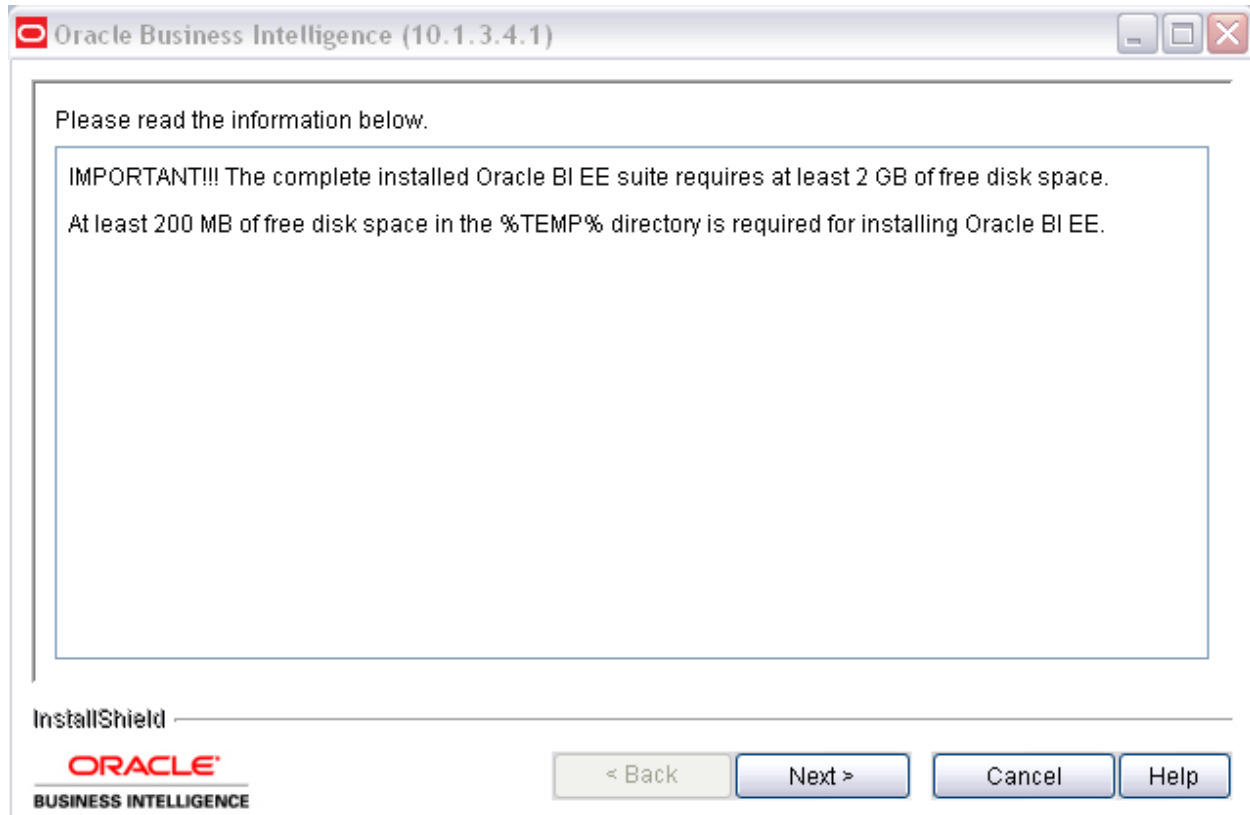 Oracle Business Intelligence (10.1.3.4.1)
Please read the information below.
IMPORTANT!!! The complete installed Oracle BI EE suite requires at least 2 GB of free disk space.
At least 200 MB of free disk space in the %TEMP% directory is required for installing Oracle BI EE.
InstallShield
ORACLE
BUSINESS INTELLIGENCE
< Back
Next >
Cancel
Help